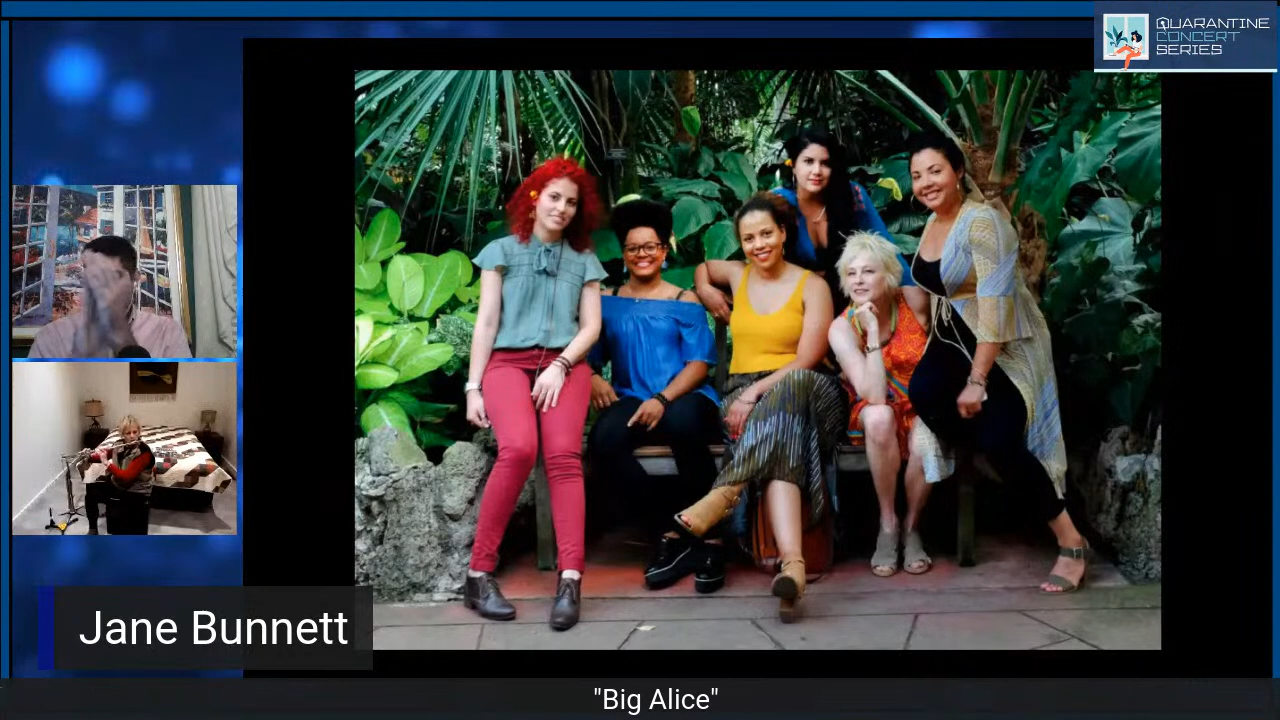 QUARANTINE
CONCERT
SERIES
Jane Bunnett
"Big Alice"